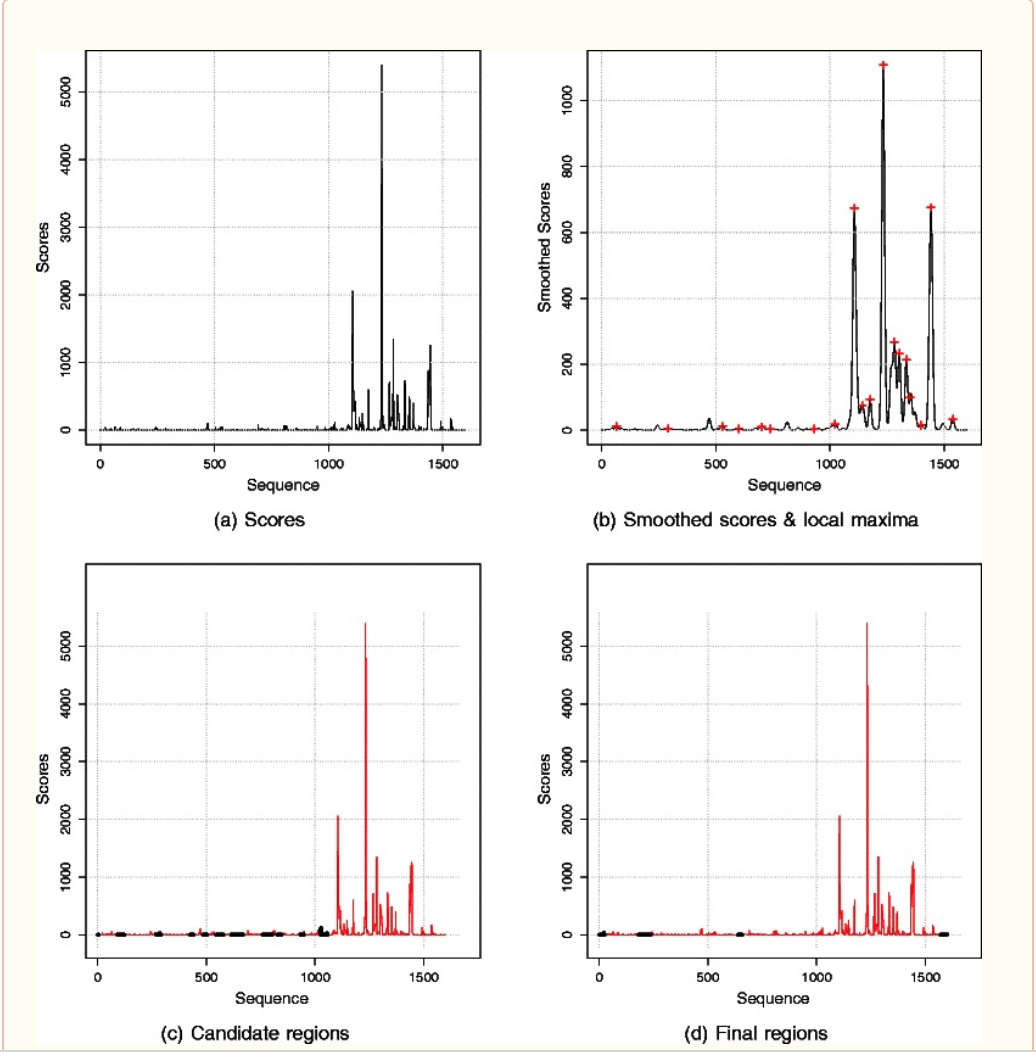 5000
4000
3000
2000
1000
0
Scores
0 500 1000 1500
Sequence
(a) Scores
1000
800
600
400
200
0
Smoothed Scores
0 500 1000 1500
Sequence
(b) Smoothed scores & local maxima
5000
4000
3000
2000
1000
0
Scores
0 500 1000 1500
Sequence
(c) Candidate regions
5000
4000
3000
2000
1000
0
Scores
0 500 1000 1500
Sequence
(d) Final regions